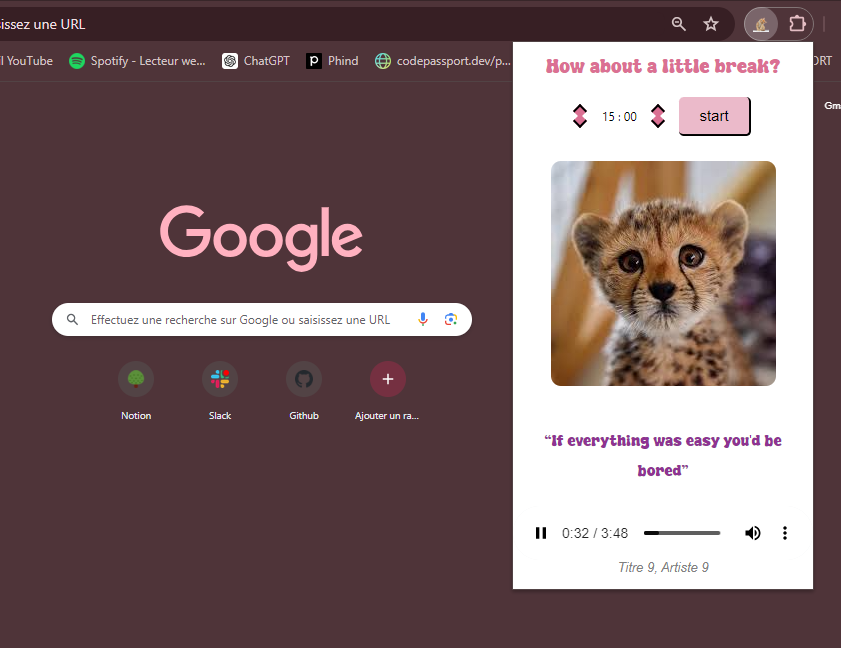 sissez une URL
l YouTube
Spotify - Lecteur we...
ChatGPT
p
Phind
codepassport.dev/p...
ORT
How about a little break?
15 : 00
start
Gm
Google
Effectuez une recherche sur Google ou saisissez une URL
Notion
Slack
Github
Ajouter un ra...
“If everything was easy you'd be
bored”
0:32 / 3:48
Titre 9, Artiste 9